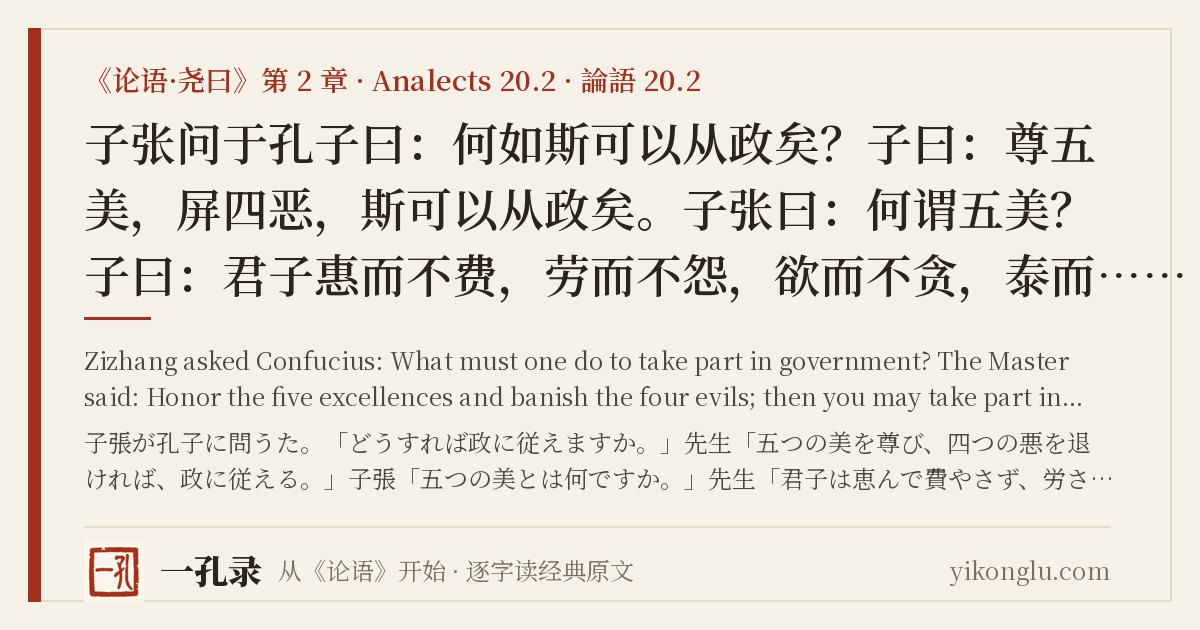 《论语·尧曰》第 2 章 · Analects 20.2 · 論語 20.2
子张问于孔子曰：何如斯可以从政矣？子曰：尊五
美，屏四恶，斯可以从政矣。子张曰：何谓五美？
子曰：君子惠而不费，劳而不怨，欲而不贪，泰而……
Zizhang asked Confucius: What must one do to take part in government? The Master
said: Honor the five excellences and banish the four evils; then you may take part in...
子張が孔子に問うた。「どうすれば政に従えますか。」先生「五つの美を尊び、四つの悪を退
ければ、政に従える。」子張「五つの美とは何ですか。」先生「君子は恵んで費やさず、労さ…
一孔
一孔录 从《论语》开始 · 逐字读经典原文 yikonglu.com